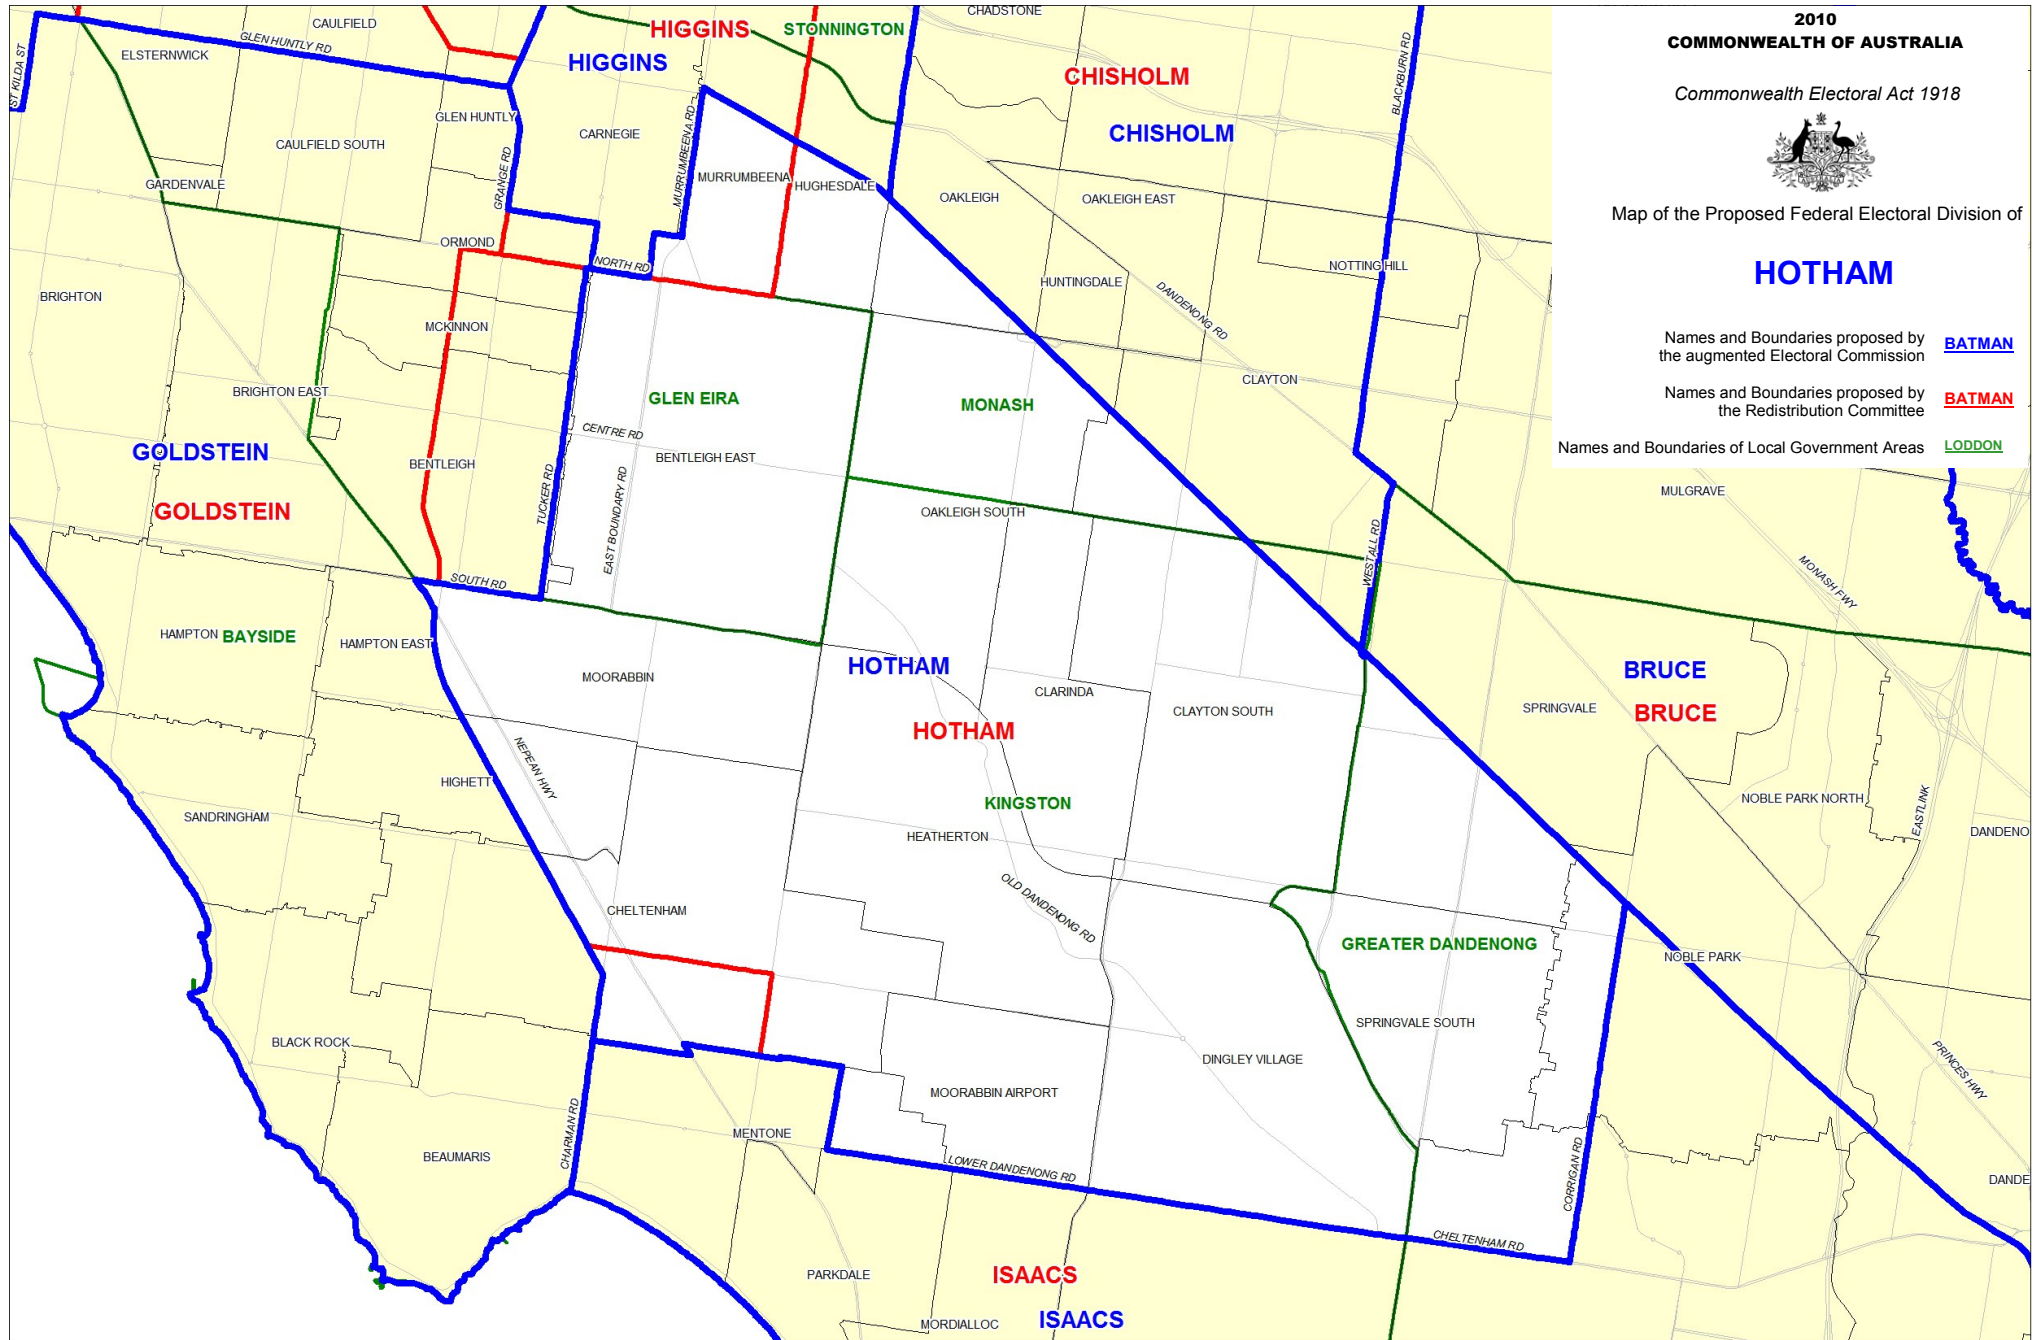 2010
COMMONWEALTH OF AUSTRALIA
Commonwealth Electoral Act 1918
AUSTRALIA
Map of the Proposed Federal Electoral Division of
HOTHAM
Names and Boundaries proposed by
the augmented Electoral Commission
BATMAN
Names and Boundaries proposed by
the Redistribution Committee
BATMAN
Names and Boundaries of Local Government Areas
LODDON
CAULFIELD
HIGGINS
STONNINGTON
CHADSTONE
ST KILDA ST
ELSTERNWICK
GLEN HUNTLY RD
HIGGINS
CHISHOLM
BLACKBURN RD
GLEN HUNTLY
CARNEGIE
CHISHOLM
CAULFIELD SOUTH
GARDENVALE
GRANGE RD
MURRUMBEENA RD
MURRUMBEENA
HUGHESDALE
OAKLEIGH
OAKLEIGH EAST
ORMOND
NORTH RD
NOTTING HILL
BRIGHTON
HUNTINGDALE
DANDENONG RD
MCKINNON
BRIGHTON EAST
GLEN EIRA
MONASH
CLAYTON
CENTRE RD
GOLDSTEIN
BENTLEIGH
BENTLEIGH EAST
TUCKER RD
EAST BOUNDARY RD
MULGRAVE
GOLDSTEIN
OAKLEIGH SOUTH
WESTALL RD
SOUTH RD
MONASH FWY
HAMPTON
BAYSIDE
HAMPTON EAST
MOORABBIN
HOTHAM
CLARINDA
BRUCE
CLAYTON SOUTH
SPRINGVALE
BRUCE
HOTHAM
NEPEAN HWY
HIGHETT
KINGSTON
NOBLE PARK NORTH
EASTLINK
SANDRINGHAM
HEATHERTON
DANDENO
OLD DANDENONG RD
CHELTENHAM
GREATER DANDENONG
NOBLE PARK
BLACK ROCK
SPRINGVALE SOUTH
DINGLEY VILLAGE
PRINCES HWY
MOORABBIN AIRPORT
CHARMAN RD
MENTONE
BEAUMARIS
LOWER DANDENONG RD
CORRIGAN RD
DANDE
CHELTENHAM RD
PARKDALE
ISAACS
MORDIALLOC
ISAACS